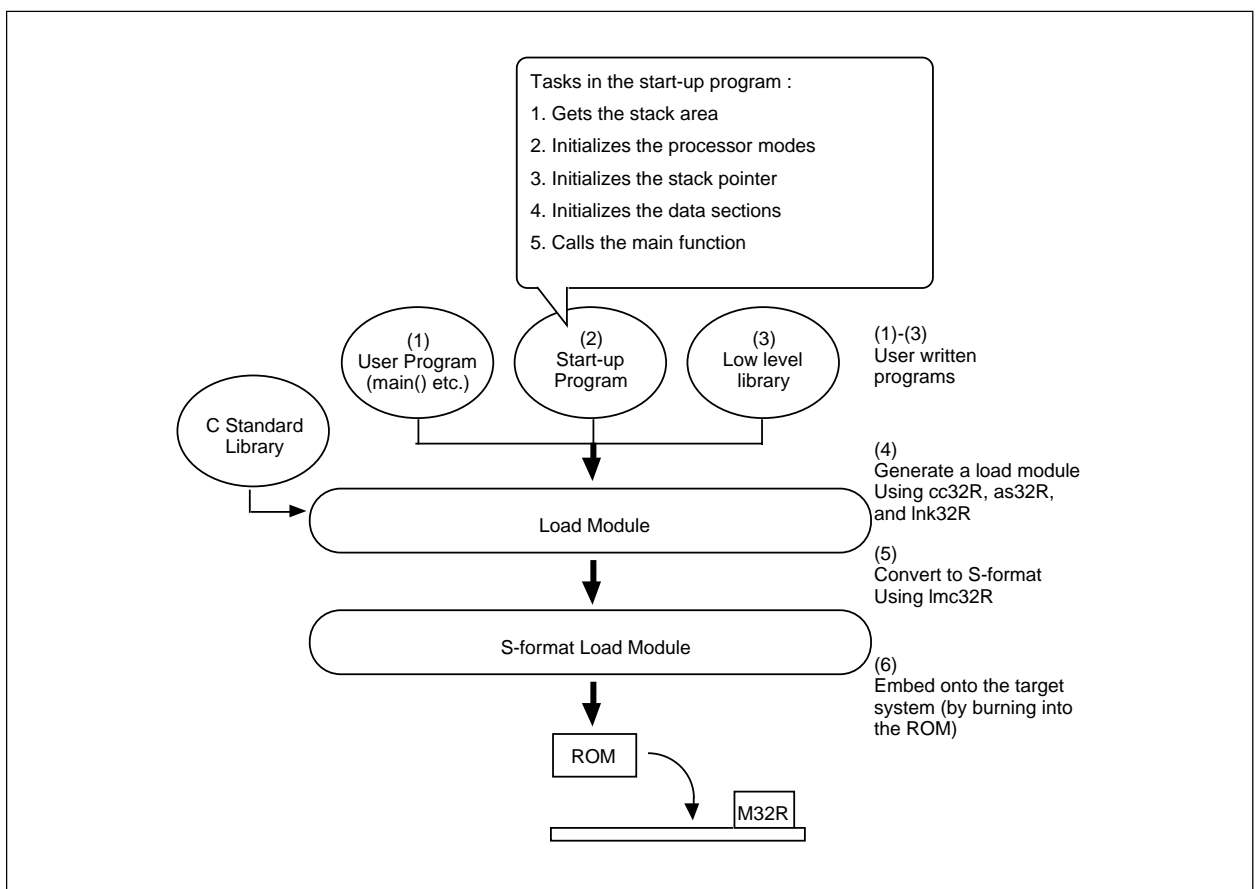 Tasks in the start-up program :
1. Gets the stack area
2. Initializes the processor modes
3. Initializes the stack pointer
4. Initializes the data sections
5. Calls the main function
(1)
User Program
(main() etc.)
(2)
Start-up
Program
(3)
Low level
library
(1)-(3)
User written
programs
C Standard
Library
(4)
Generate a load module
Using cc32R, as32R,
and lnk32R
Load Module
(5)
Convert to S-format
Using lmc32R
S-format Load Module
(6)
Embed onto the target
system (by burning into
the ROM)
ROM
M32R